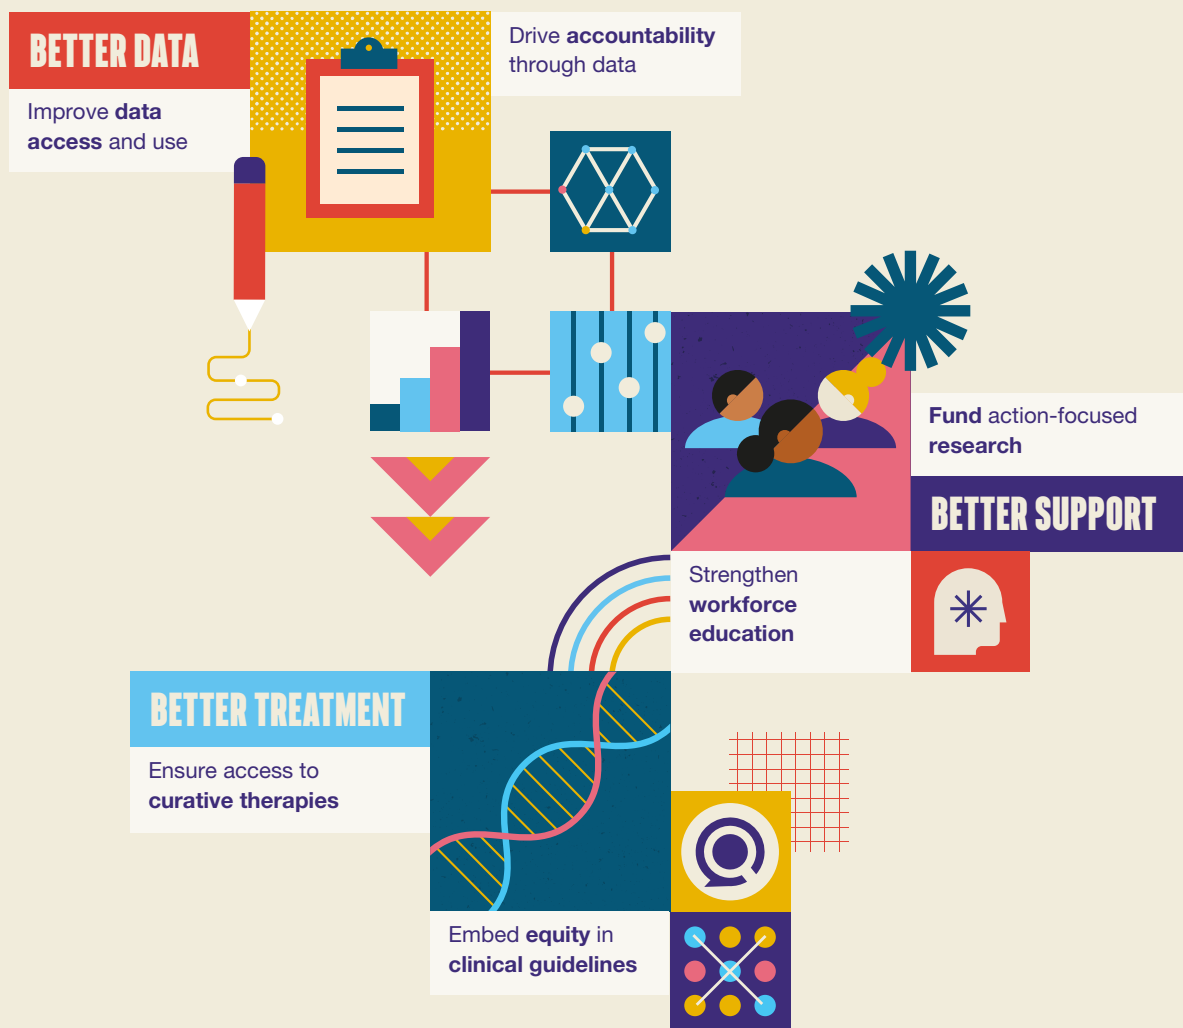 BETTER DATA
Improve data
access and use
Drive accountability
through data
Fund action-focused
research
BETTER SUPPORT
Strengthen
workforce
education
BETTER TREATMENT
Ensure access to
curative therapies
Embed equity in
clinical guidelines